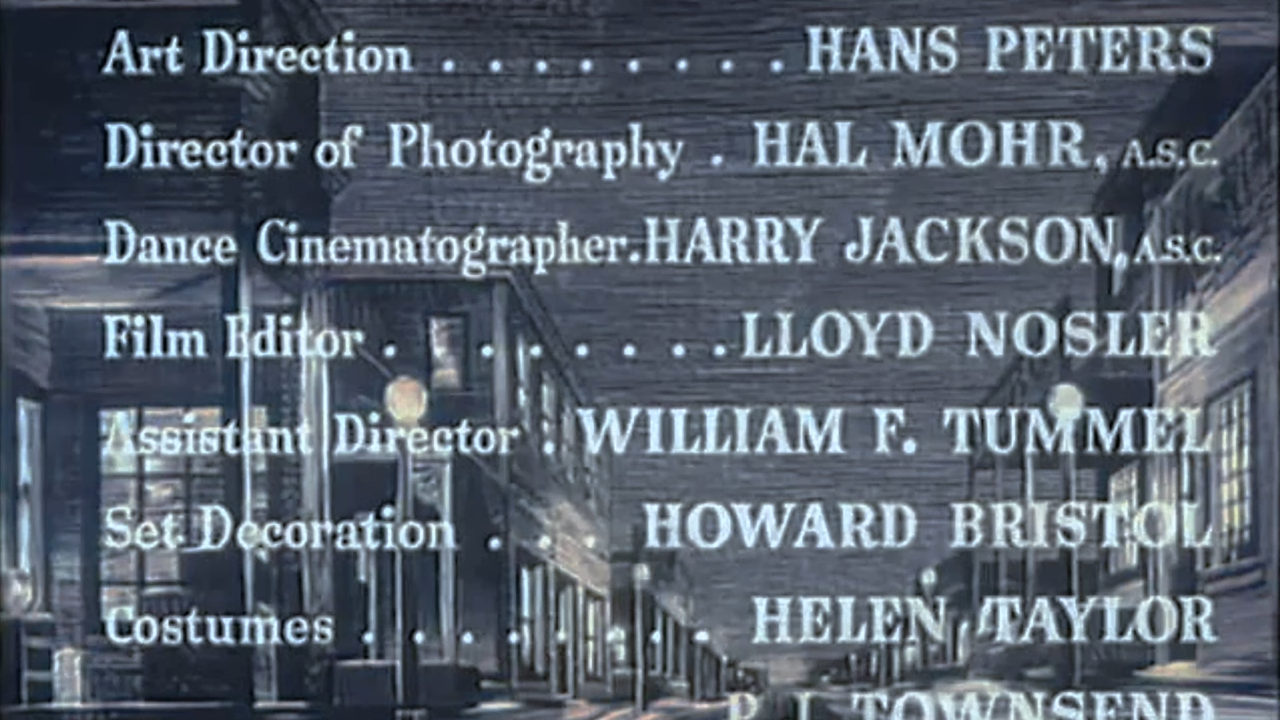 Art Direction . . . . . . . . HANS PETERS
Director of Photography . HAL MOHR, A.S.C.
Dance Cinematographer.HARRY JACKSON, A.S.C.
Film Editor . . . . . . . LLOYD NOSLER
Assistant Director . WILLIAM F. TUMMEL
Set Decoration . . . HOWARD BRISTOL
Costumes . . . . . . . . HELEN TAYLOR
TOWNSEND